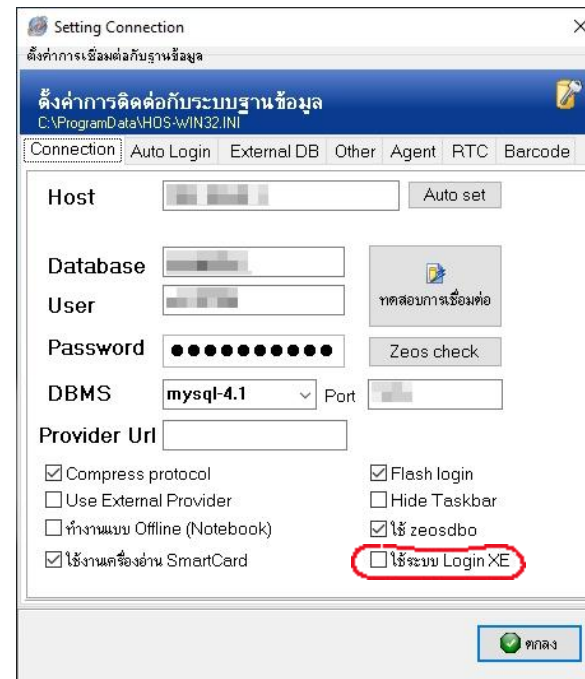 Setting Connection
ตั้งค่าการเชื่อมต่อกับฐานข้อมูล
ตั้งค่าการติดต่อกับระบบฐานข้อมูล
C:\ProgramData\HOS-WIN32.INI
Connection Auto Login External DB Other Agent RTC Barcode
Host Auto set
Database
User ทดสอบการเชื่อมต่อ
Password Zeos check
DBMS mysql-4.1 Port
Provider Url
Compress protocol Flash login
Use External Provider Hide Taskbar
ทำงานแบบ Offline (Notebook) ใช้ zeosdbo
ใช้งานเครื่องอ่าน SmartCard ใช้ระบบ Login XE
ตกลง